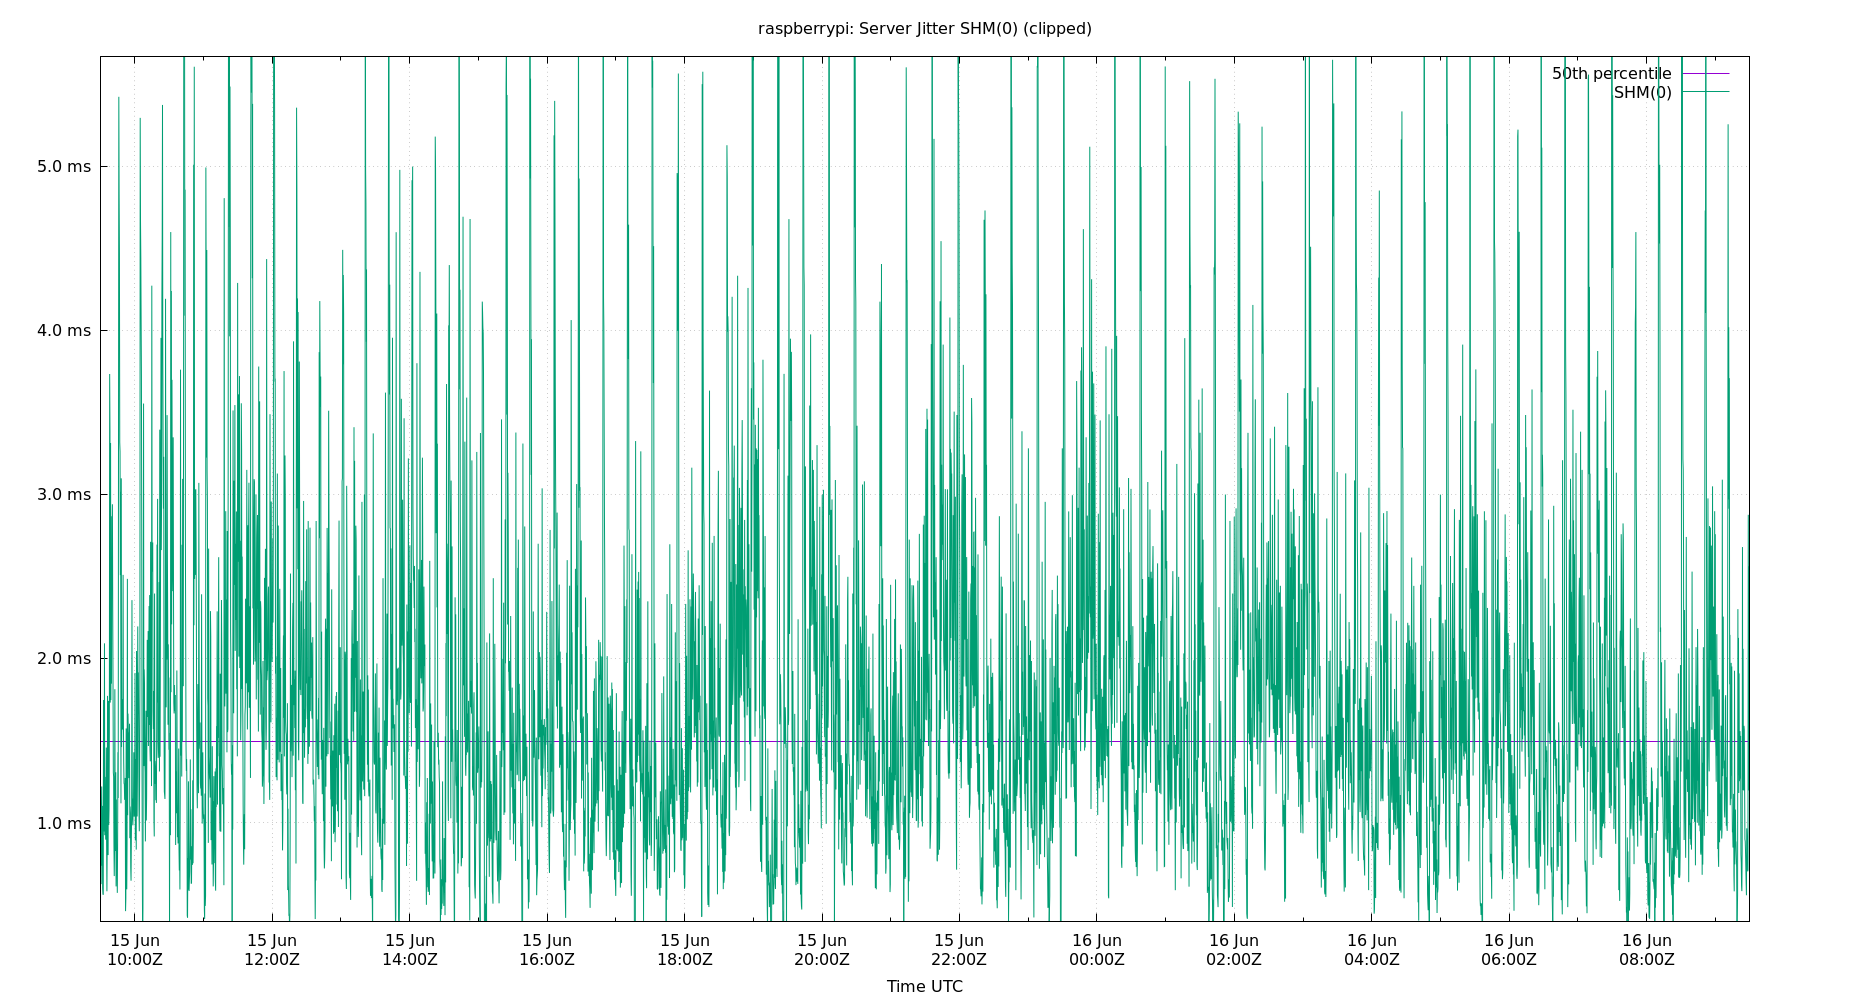 raspberrypi: Server Jitter SHM(0) (clipped)
50th percentile
SHM(0)
5.0 ms
4.0 ms
3.0 ms
2.0 ms
1.0 ms
15 Jun 15 Jun 15 Jun 15 Jun 15 Jun 15 Jun 15 Jun 16 Jun 16 Jun 16 Jun 16 Jun 16 Jun
10:00Z 12:00Z 14:00Z 16:00Z 18:00Z 20:00Z 22:00Z 00:00Z 02:00Z 04:00Z 06:00Z 08:00Z
Time UTC